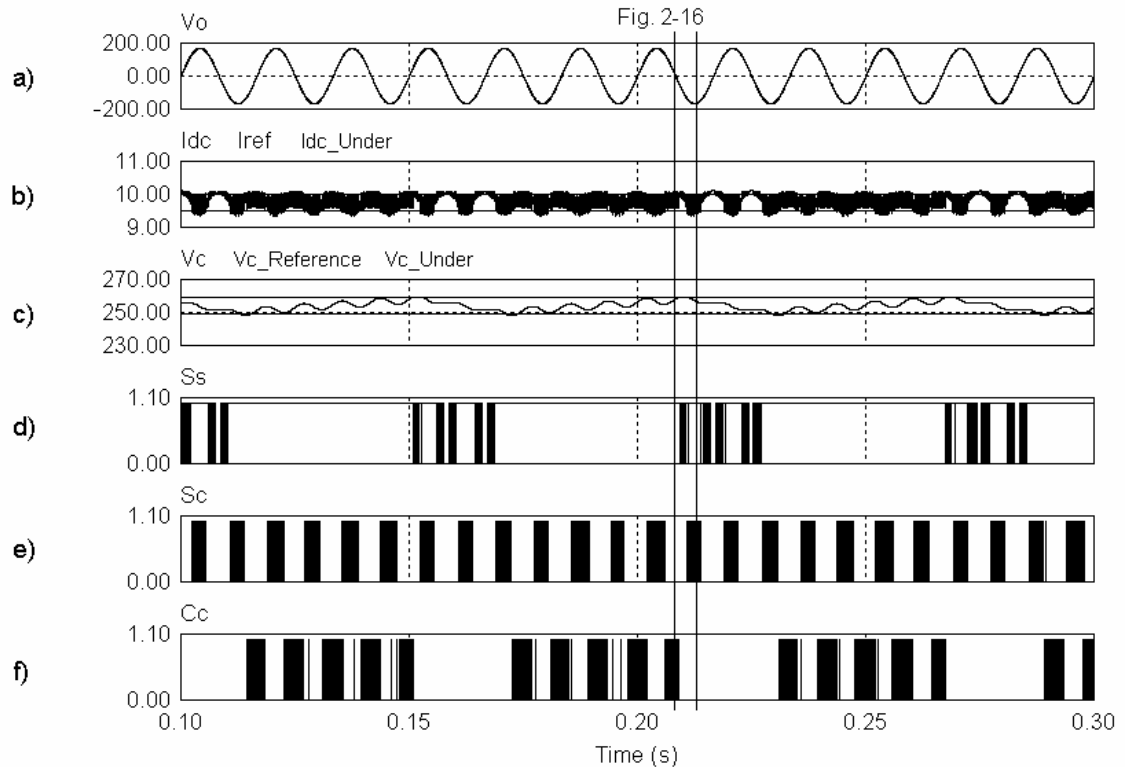 Fig. 2-16
Vo
a)
200.00
0.00
-200.00
Idc Iref Idc_Under
b)
11.00
10.00
9.00
Vc Vc_Reference Vc_Under
c)
270.00
250.00
230.00
Ss
d)
1.10
0.00
Sc
e)
1.10
0.00
Cc
f)
1.10
0.00
0.10 0.15 0.20 0.25 0.30
Time (s)